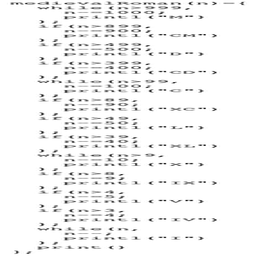 medievalRoman(n)={
while(n>999,
n-=1000;
print1("M")
);
if(n>899,
n-=900;
print1("CM")
);
if(n>499,
n-=500;
print1("D")
);
if(n>399,
n-=400;
print1("CD")
);
while(n>99,
n-=100;
print1("C")
);
if(n>89,
n-=90;
print1("XC")
);
if(n>49,
n-=50;
print1("L")
);
if(n>39,
n-=40;
print1("XL")
);
while(n>9,
n-=10;
print1("X")
);
if(n>8,
n-=9;
print1("IX")
);
if(n>4,
n-=5;
print1("V")
);
if(n>3,
n-=4;
print1("IV")
);
while(n,
n--;
print1("I")
);
print()
};